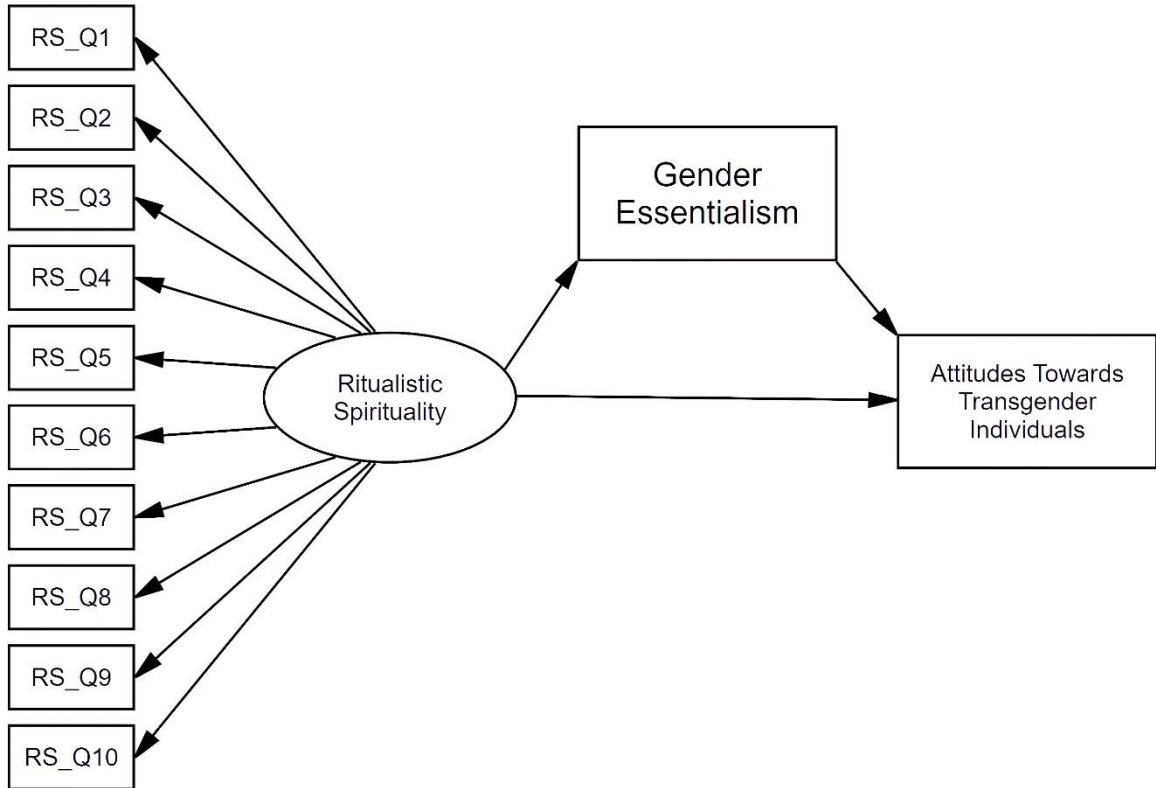 RS_Q1
RS_Q2
RS_Q3
RS_Q4
RS_Q5
RS_Q6
RS_Q7
RS_Q8
RS_Q9
RS_Q10
Ritualistic
Spirituality
Gender
Essentialism
Attitudes Towards
Transgender
Individuals